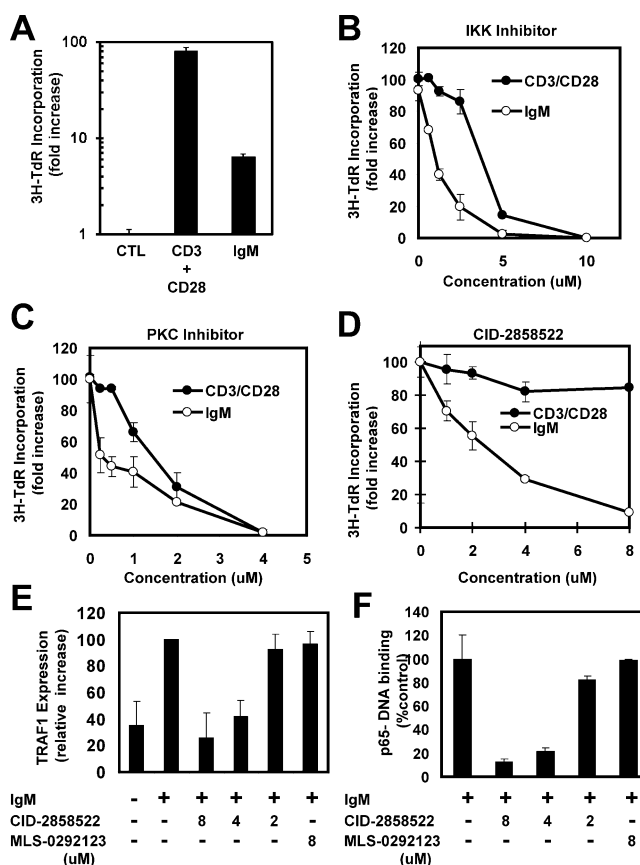 A
3H-TdR Incorporation
(fold increase)
100
10
1
CTL
CD3
+
CD28
IgM
B
IKK Inhibitor
3H-TdR Incorporation
(fold increase)
120
100
80
60
40
20
0
CD3/CD28
IgM
0
5
10
Concentration (uM)
C
PKC Inhibitor
3H-TdR Incorporation
(fold increase)
120
100
80
60
40
20
0
CD3/CD28
IgM
0
1
2
3
4
5
Concentration (uM)
D
CID-2858522
3H-TdR Incorporation
(fold increase)
100
80
60
40
20
0
CD3/CD28
IgM
0
2
4
6
8
Concentration (uM)
E
TRAF1 Expression
(relative increase)
120
100
80
60
40
20
0
IgM - + + + + +
CID-2858522 - - 8 4 2 -
MLS-0292123 - - - - - 8
(uM)
F
p65- DNA binding
(%control)
140
120
100
80
60
40
20
0
IgM + + + + +
CID-2858522 - 8 4 2 -
MLS-0292123 - - - - 8
(uM)